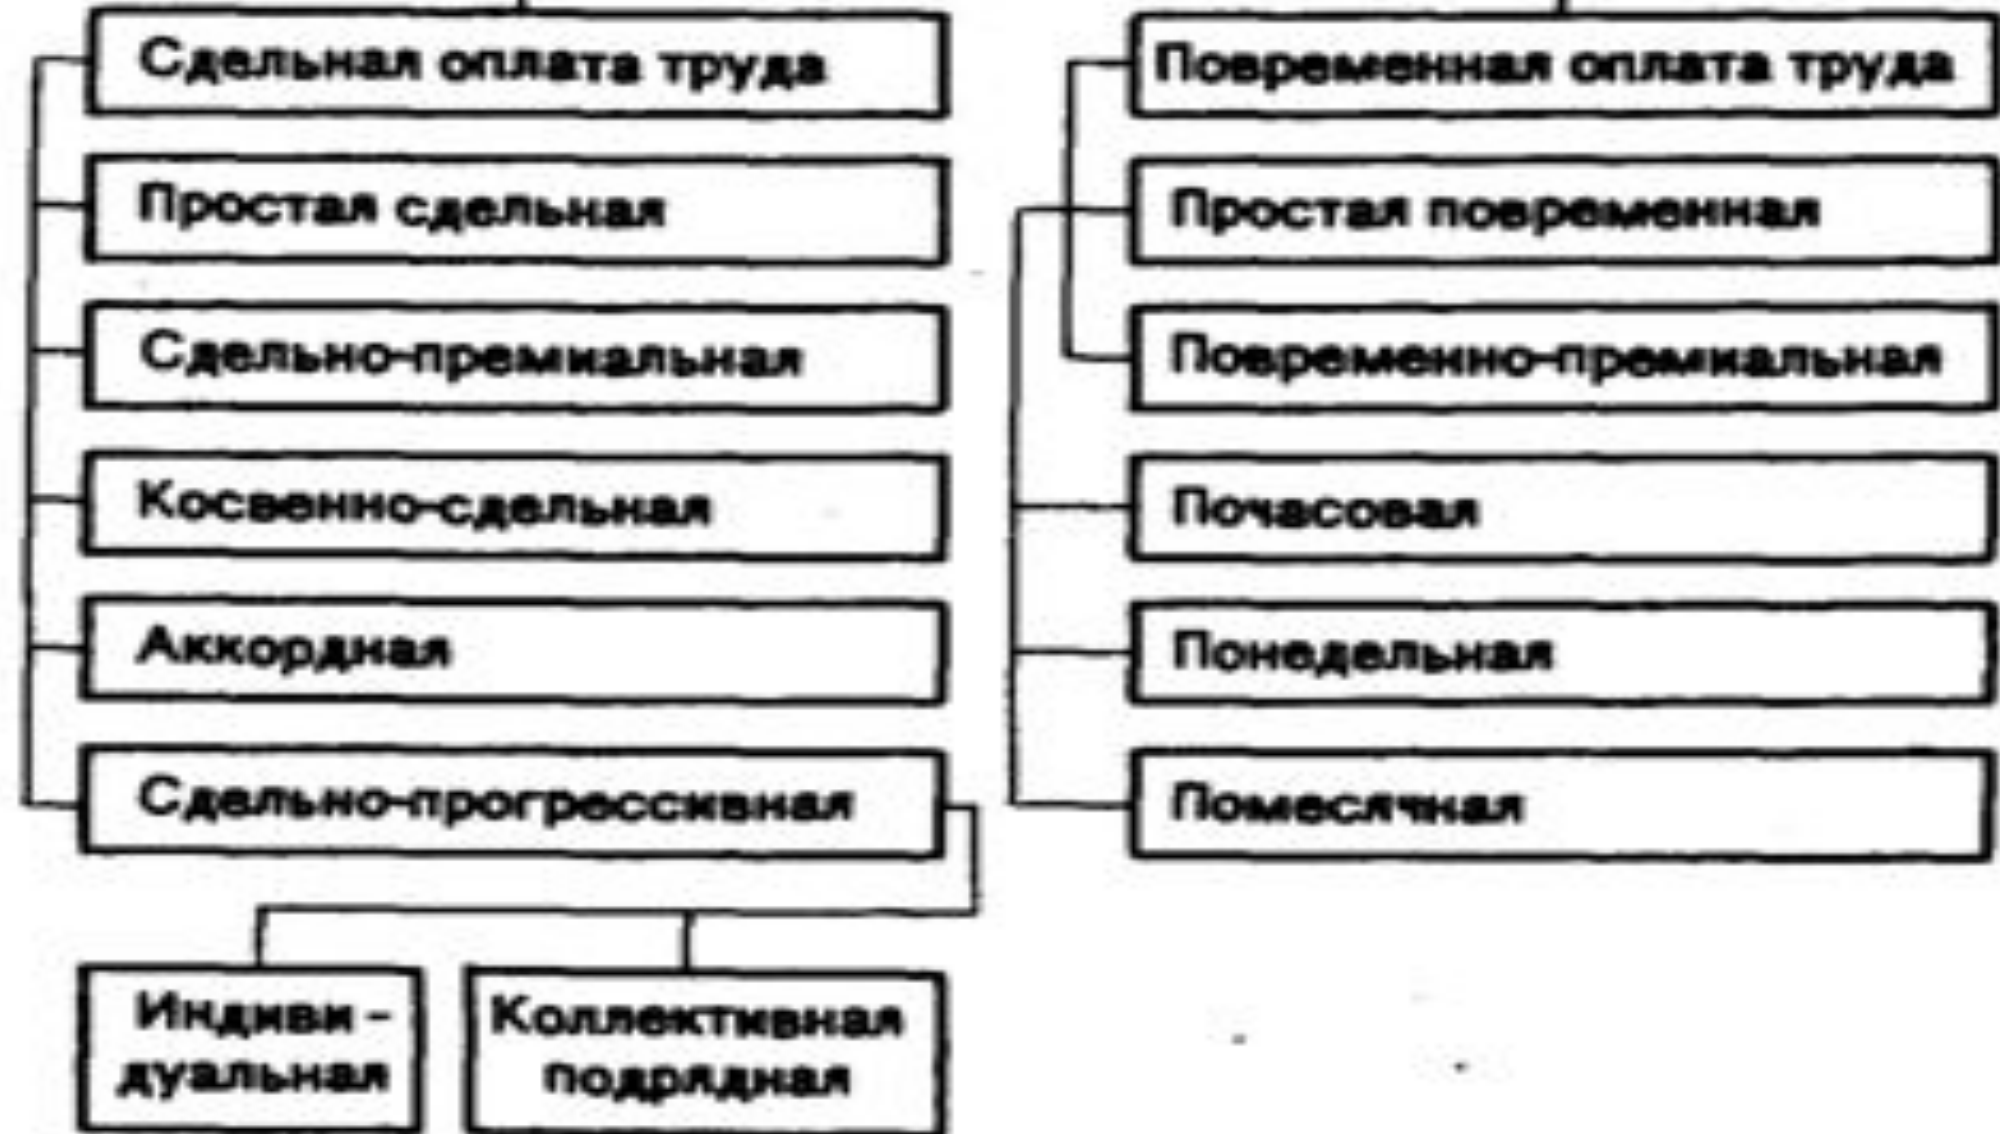 Сдельная оплата труда
Простая сдельная
Сдельно-премиальная
Косвенно-сдельная
Аккордная
Сдельно-прогрессивная
Индиви-
дуальная
Коллективная
подрядная
Повременная оплата труда
Простая повременная
Повременно-премиальная
Почасовая
Понедельная
Помесячная